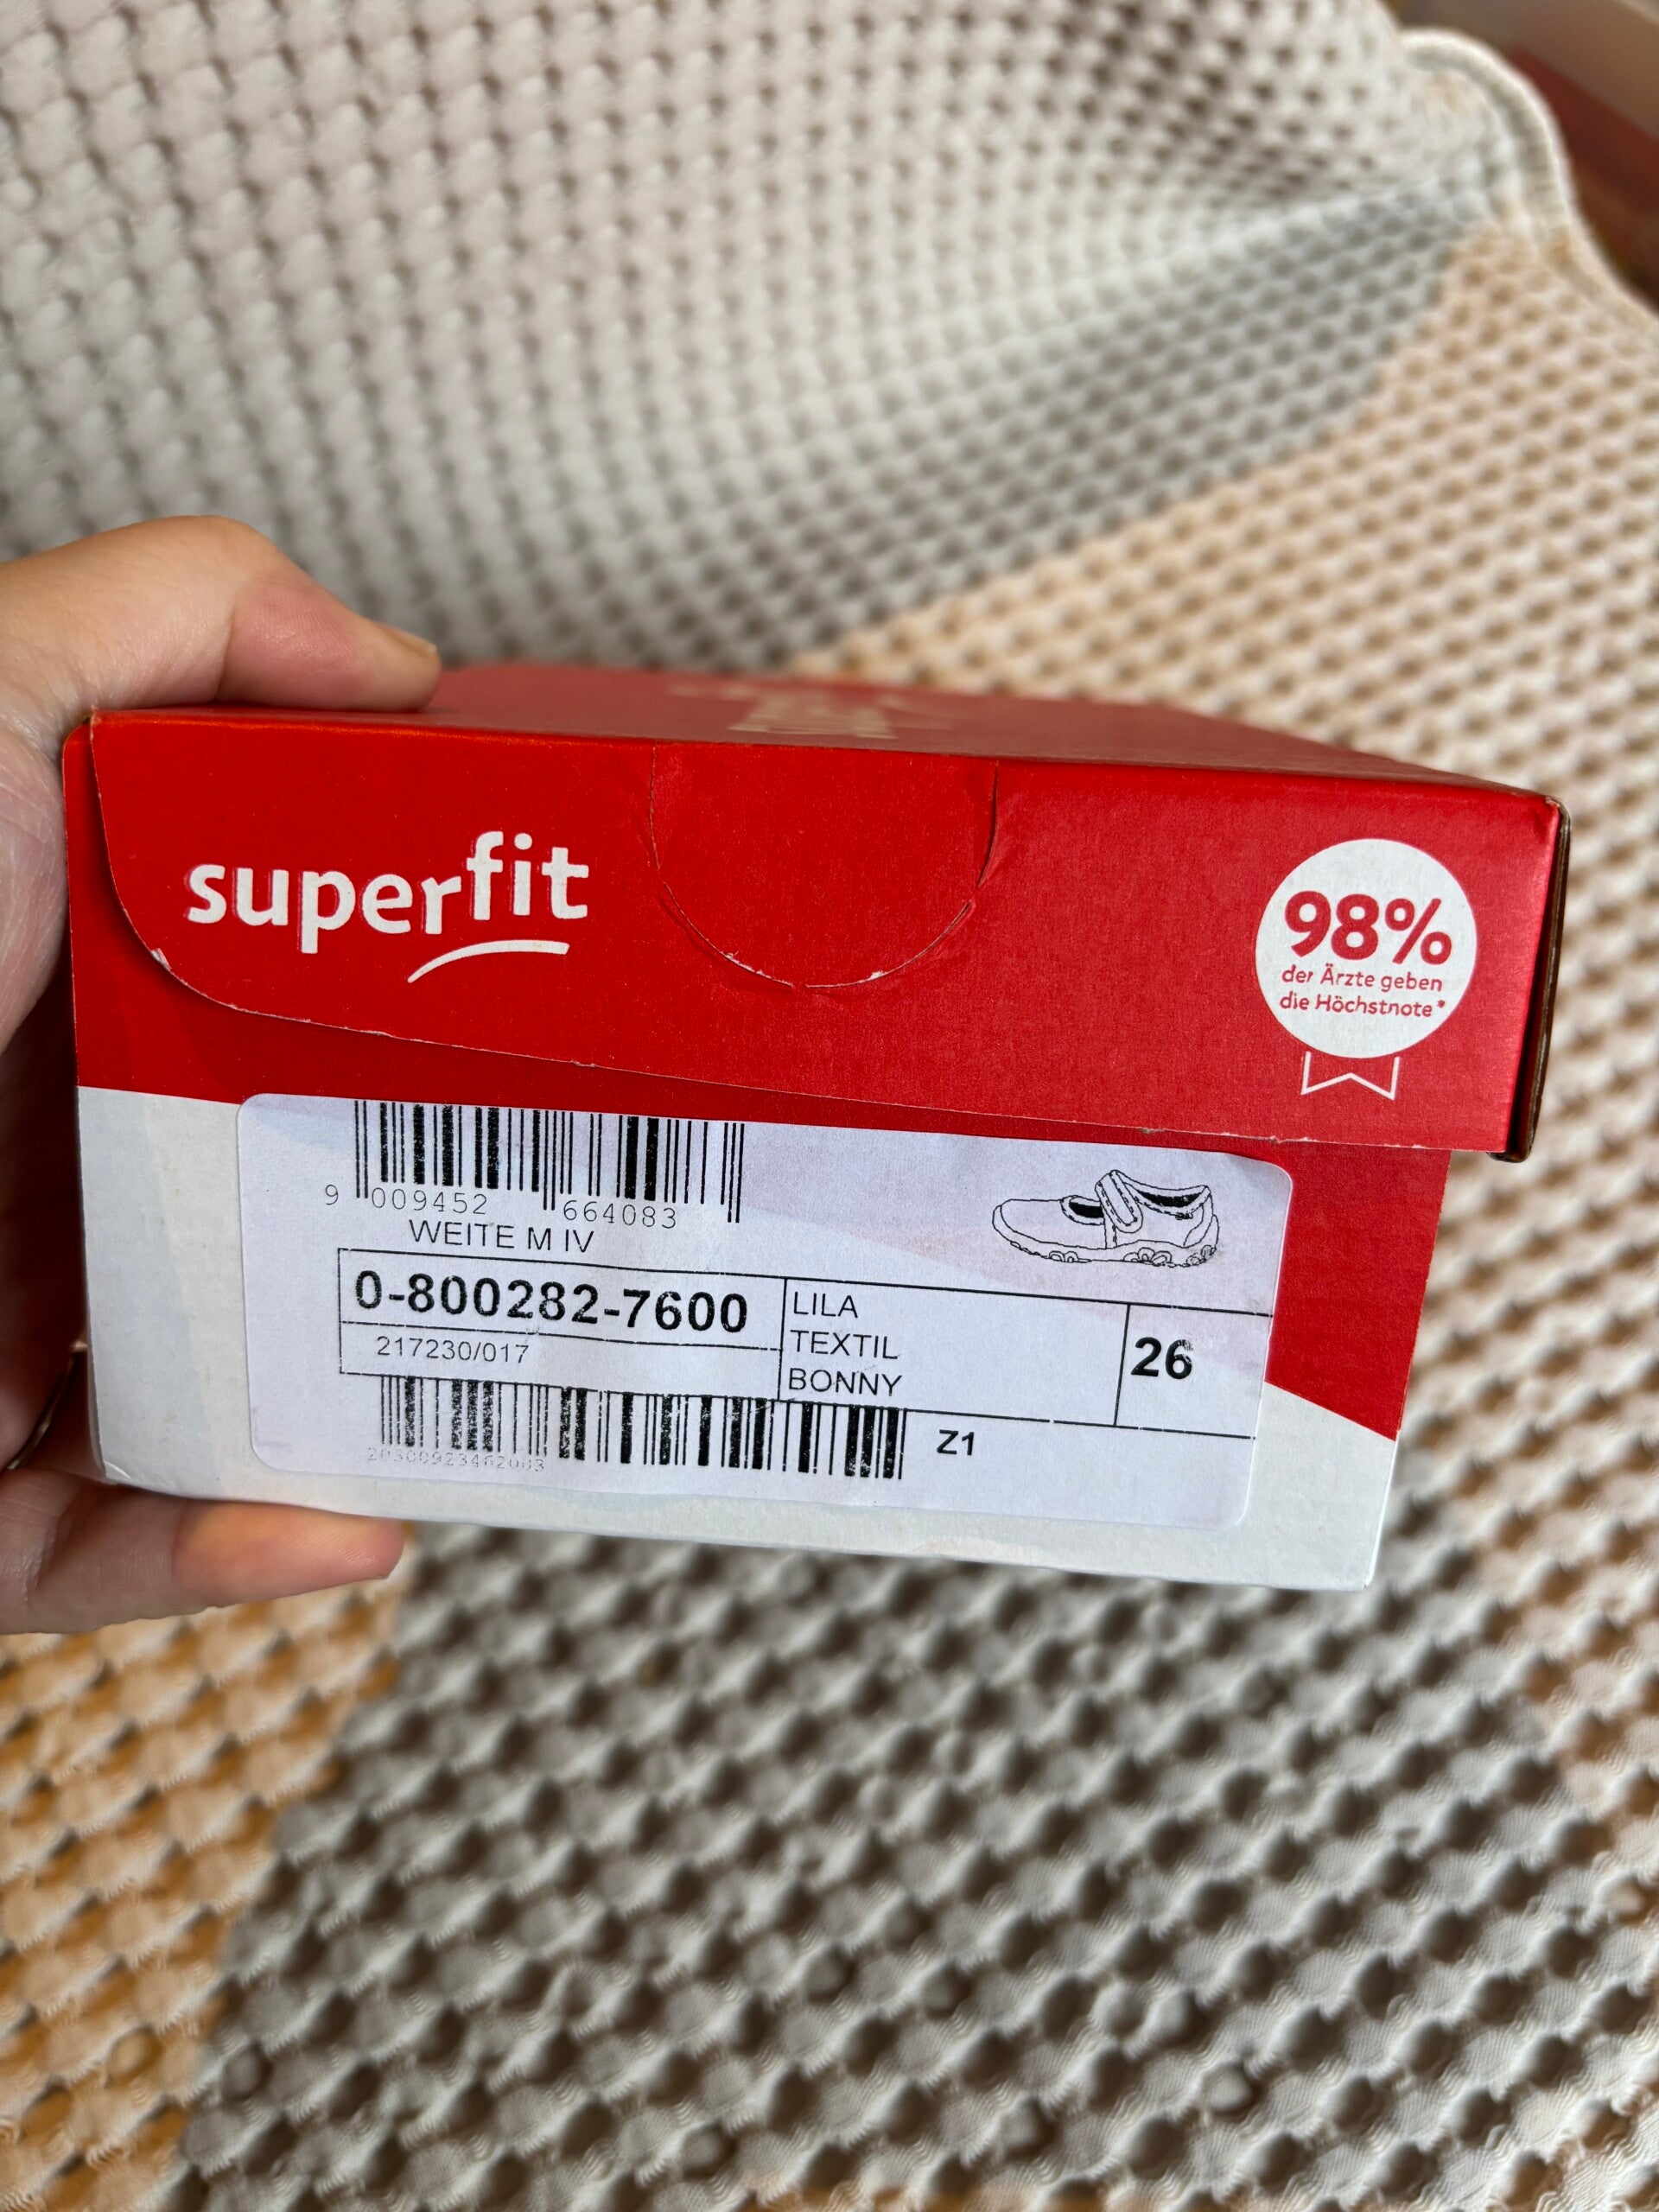 superfit
98%
der Ärzte geben
die Höchstnote*
9 009452 664083
WEITE M IV
0-800282-7600
217230/017
LILA
TEXTIL
BONNY
26
Z1